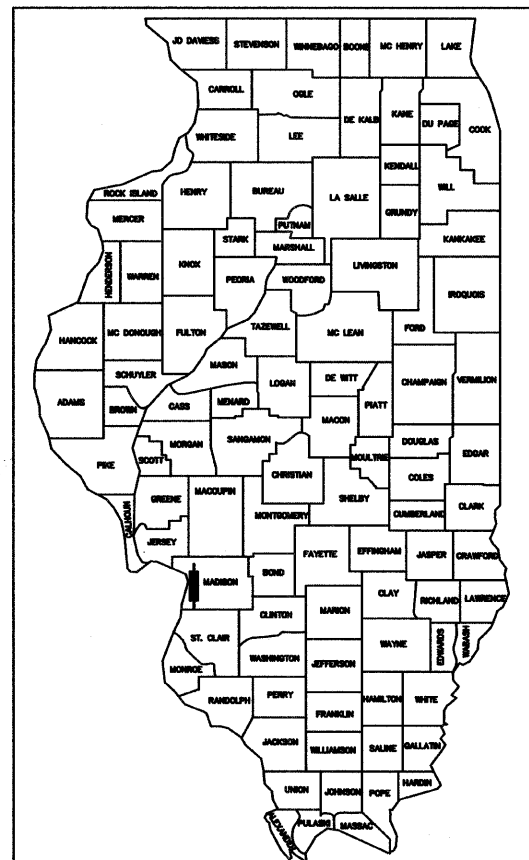 JO DAVIESS
STEVENSON
WINNEBAGO
BOONE
MC HENRY
LAKE
CARROLL
OGLE
DE KALB
KANE
DU PAGE
COOK
WHITESIDE
LEE
KENDALL
WILL
ROCK ISLAND
HENRY
BUREAU
LA SALLE
GRUNDY
MERCER
PUTNAM
KANKAKEE
HENDERSON
WARREN
KNOX
STARK
MARSHALL
PEORIA
WOODFORD
LIVINGSTON
IROQUOIS
HANCOCK
MC DONOUGH
FULTON
TAZEWELL
MC LEAN
FORD
MASON
SCHUYLER
LOGAN
DE WITT
CHAMPAIGN
VERMILION
ADAMS
BROWN
CASS
MENARD
PIATT
MACON
MORGAN
SANGAMON
DOUGLAS
EDGAR
PIKE
SCOTT
CHRISTIAN
MOULTRIE
COLES
GREENE
MACOUPIN
SHELBY
CLARK
CALHOUN
MONTGOMERY
CUMBERLAND
JERSEY
FAYETTE
EFFINGHAM
JASPER
CRAWFORD
MADISON
BOND
CLAY
RICHLAND
LAWRENCE
CLINTON
MARION
ST. CLAIR
WAYNE
EDWARDS
WABASH
WASHINGTON
JEFFERSON
MONROE
RANDOLPH
PERRY
HAMILTON
WHITE
FRANKLIN
JACKSON
WILLIAMSON
SALINE
GALLATIN
UNION
JOHNSON
POPE
HARDIN
ALEXANDER
PULASKI
MASSAC